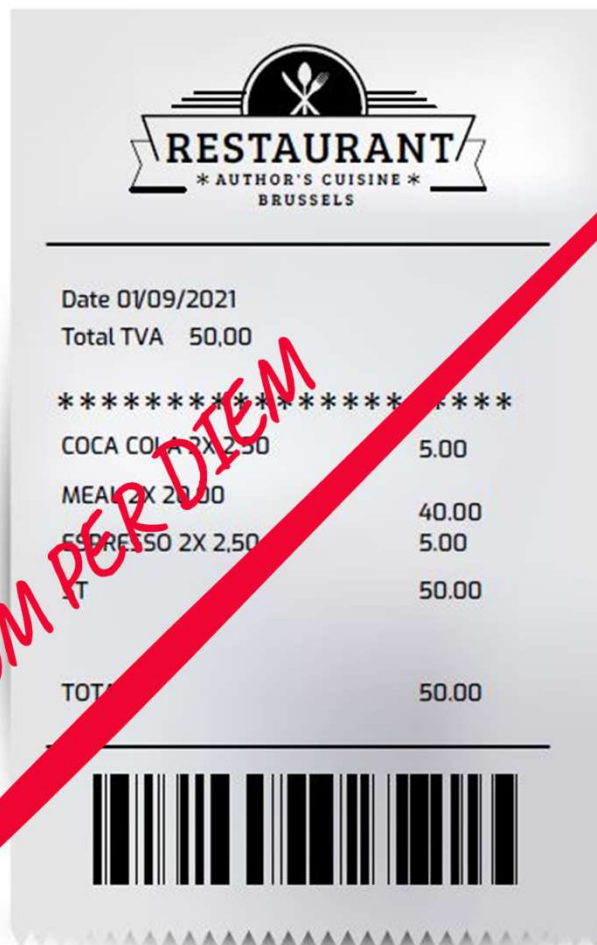 RESTAURANT
* AUTHOR'S CUISINE *
BRUSSELS
Date 01/09/2021
Total TVA 50,00
************************
COCA COLA 2X 2,50 5.00
MEAL 2X 20,00 40.00
ESPRESSO 2X 2,50 5.00
50.00
50.00
PER DIEM